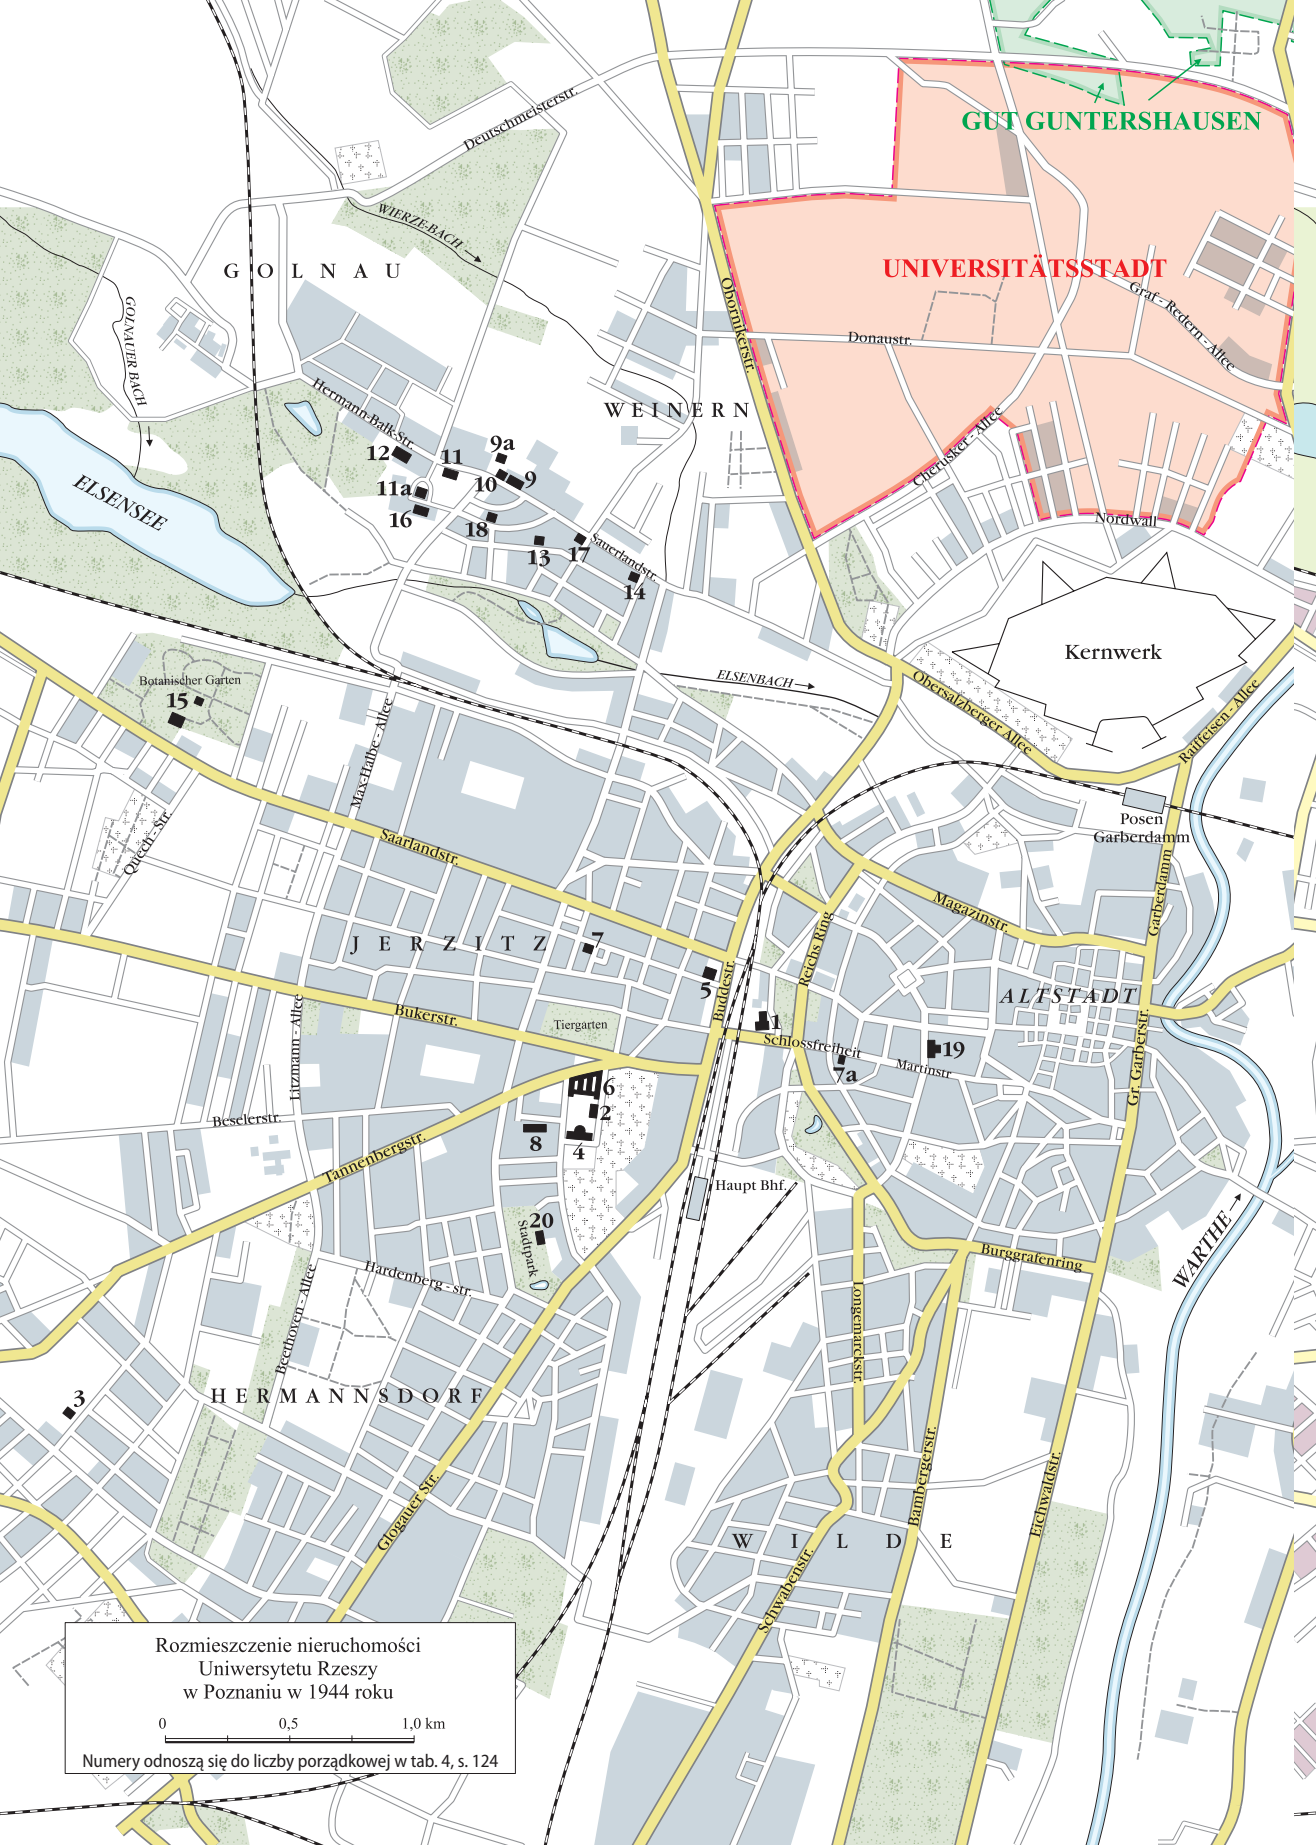 GUT GUNTERSHAUSEN
Deutschmeisterstr.
WIERZE-BACH
GOLNAU
UNIVERSITÄTSSTADT
Obornikerstr.
Graf - Redern - Allee
GOLNAUER BACH
Donaustr.
Hermann-Balk-Str.
WEINERN
Cherusker - Allee
9a
12
11
10
9
11a
16
18
13
17
Sauerlandstr.
14
ELSENSEE
Nordwall
Kernwerk
ELSENBACH
Botanischer Garten
15
Obersalzberger Allee
Raiffeisen - Allee
Max-Halbe-Allee
Posen
Garberdamm
Quech - Str.
Saarlandstr.
Garberdamm
Magazinstr.
Reichs Ring
JERZITZ
7
5
Buddestr.
ALTSTADT
Bukerstr.
Tiergarten
1
Schlossfreiheit
19
7a
Martinstr
Gr. Garberstr.
Litzmann - Allee
6
2
Beselerstr.
8
4
Tannenbergstr.
Haupt Bhf.
20
Stadtpark
WARTHE
Burggrafenring
Hardenberg - str.
Beethoven - Allee
Longemarckstr.
HERMANNSDORF
3
Glogauer Str.
Bambergerstr.
Eichwaldstr.
WILDE
Schwabenstr.
Rozmieszczenie nieruchomości
Uniwersytetu Rzeszy
w Poznaniu w 1944 roku
0 0,5 1,0 km
Numery odnoszą się do liczby porządkowej w tab. 4, s. 124